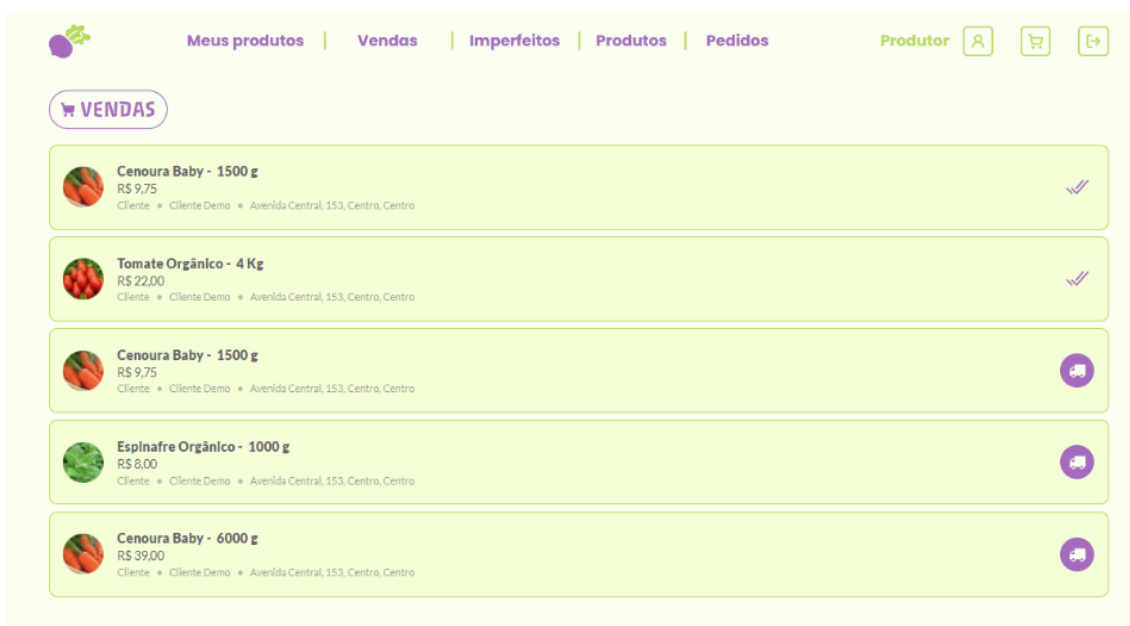 Meus produtos | Vendas | Imperfeitos | Produtos | Pedidos Produtor
VENDAS
Cenoura Baby - 1500 g
R$ 9,75
Cliente • Cliente Demo • Avenida Central, 153, Centro, Centro
Tomate Orgânico - 4 Kg
R$ 22,00
Cliente • Cliente Demo • Avenida Central, 153, Centro, Centro
Cenoura Baby - 1500 g
R$ 9,75
Cliente • Cliente Demo • Avenida Central, 153, Centro, Centro
Espinafre Orgânico - 1000 g
R$ 8,00
Cliente • Cliente Demo • Avenida Central, 153, Centro, Centro
Cenoura Baby - 6000 g
R$ 39,00
Cliente • Cliente Demo • Avenida Central, 153, Centro, Centro